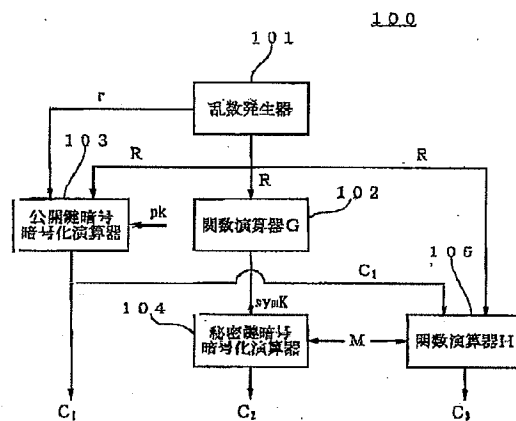 100
101
乱数発生器
r
103
R
R
R
102
公開鍵暗号
暗号化演算器
pk
関数演算器G
106
C₁
104
symK
秘密鍵暗号
暗号化演算器
M
関数演算器H
C₁
C₂
C₃